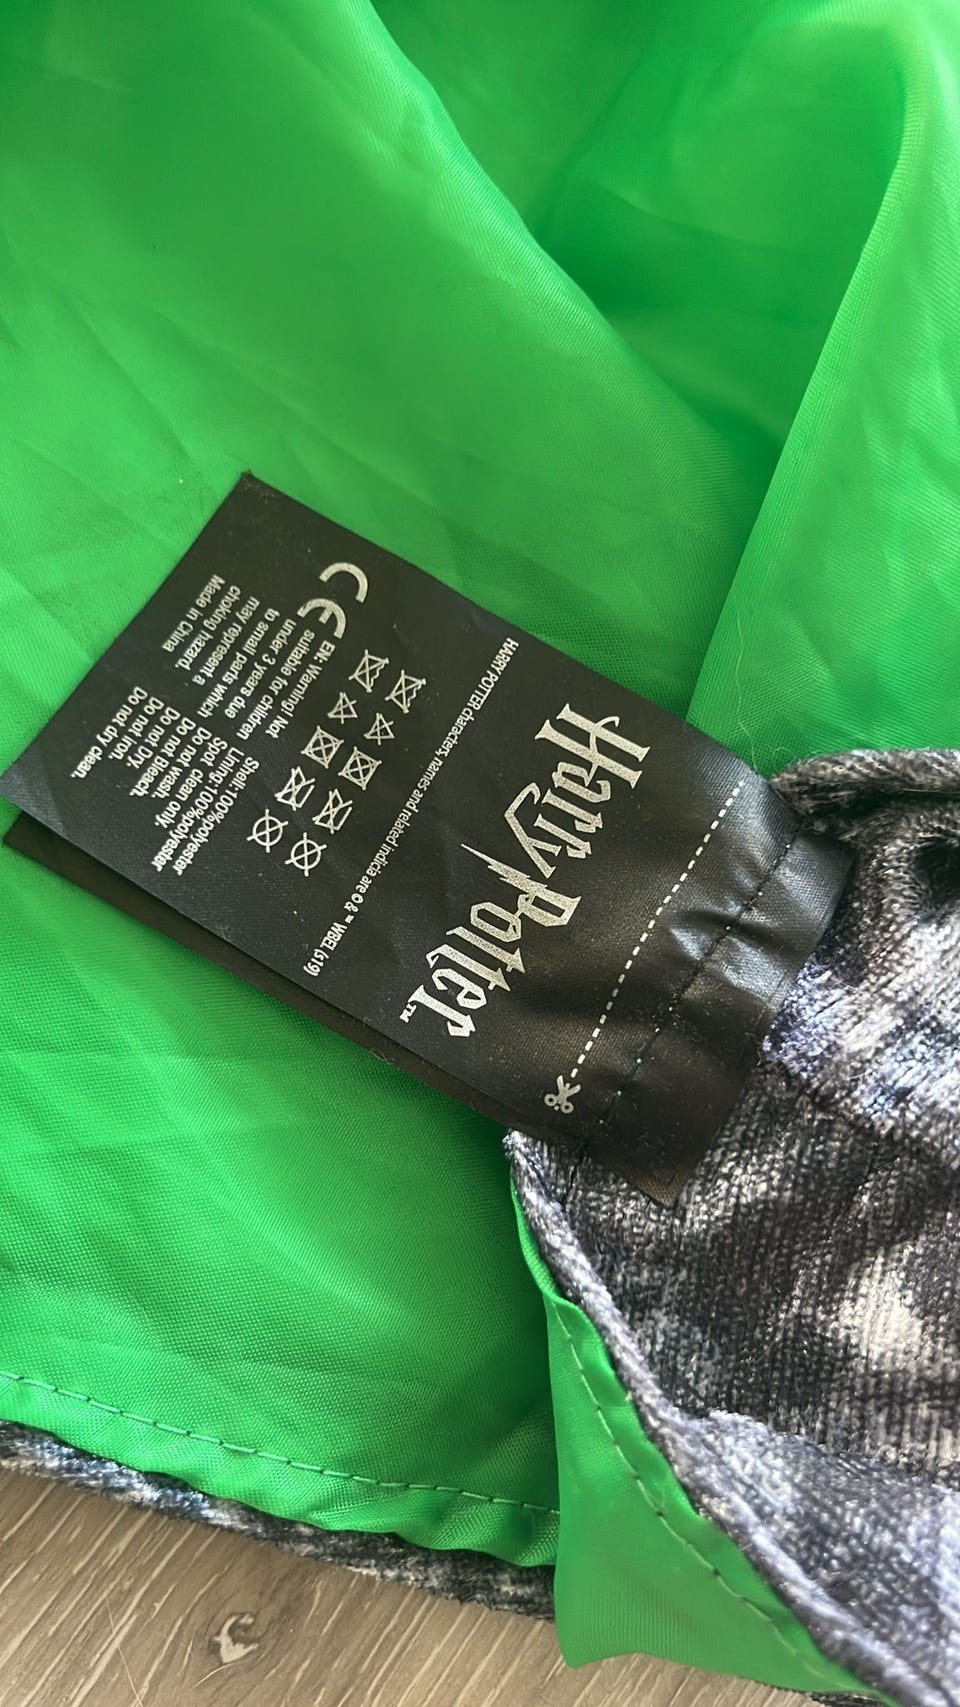 Harry Potter™
HARRY POTTER characters, names and related indicia are © & ™ WBEI. (s19)
CE
EN: Warning! Not
suitable for children
under 3 years due
to small parts which
may represent a
choking hazard.
Made in China
Shell:100%polyester
Lining:100%polyester
Spot clean only.
Do not wash.
Do not Bleach.
Do not Dry.
Do not Iron.
Do not dry clean.